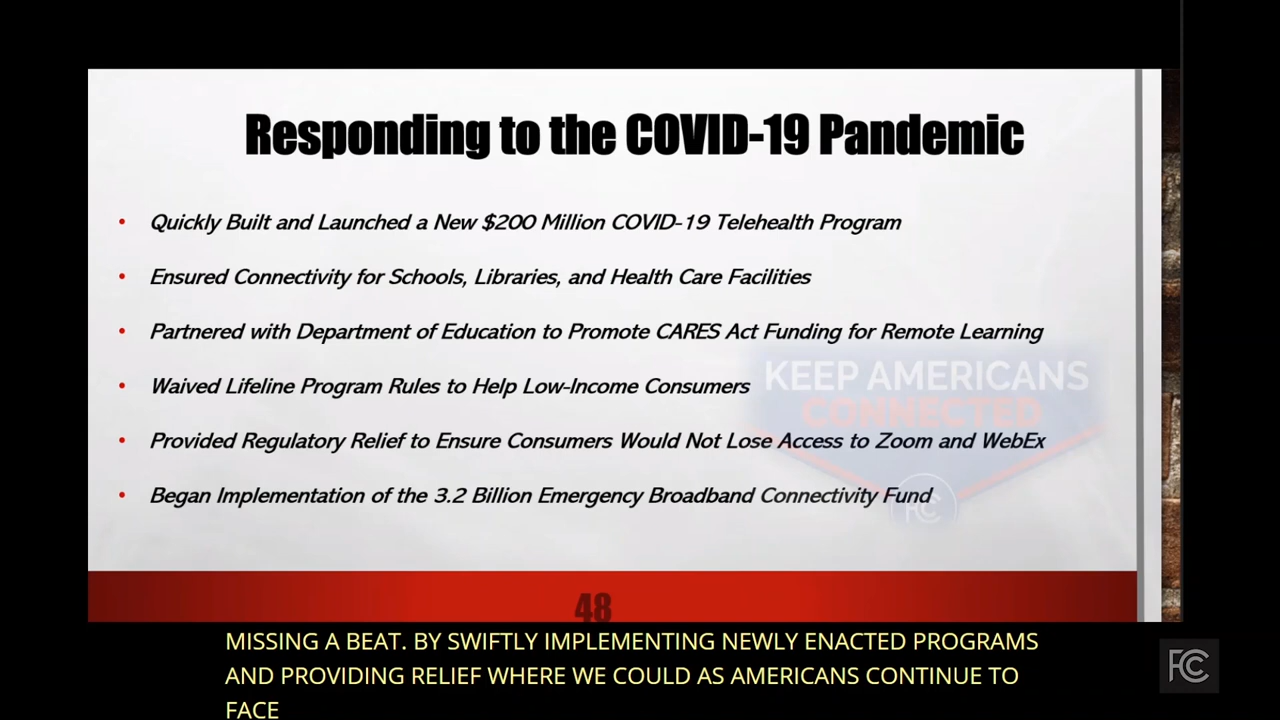 Responding to the COVID-19 Pandemic
• Quickly Built and Launched a New $200 Million COVID-19 Telehealth Program
• Ensured Connectivity for Schools, Libraries, and Health Care Facilities
• Partnered with Department of Education to Promote CARES Act Funding for Remote Learning
• Waived Lifeline Program Rules to Help Low-Income Consumers
• Provided Regulatory Relief to Ensure Consumers Would Not Lose Access to Zoom and WebEx
• Began Implementation of the 3.2 Billion Emergency Broadband Connectivity Fund
KEEP AMERICANS
CONNECTED
FCC
48
MISSING A BEAT. BY SWIFTLY IMPLEMENTING NEWLY ENACTED PROGRAMS
AND PROVIDING RELIEF WHERE WE COULD AS AMERICANS CONTINUE TO
FACE
FCC